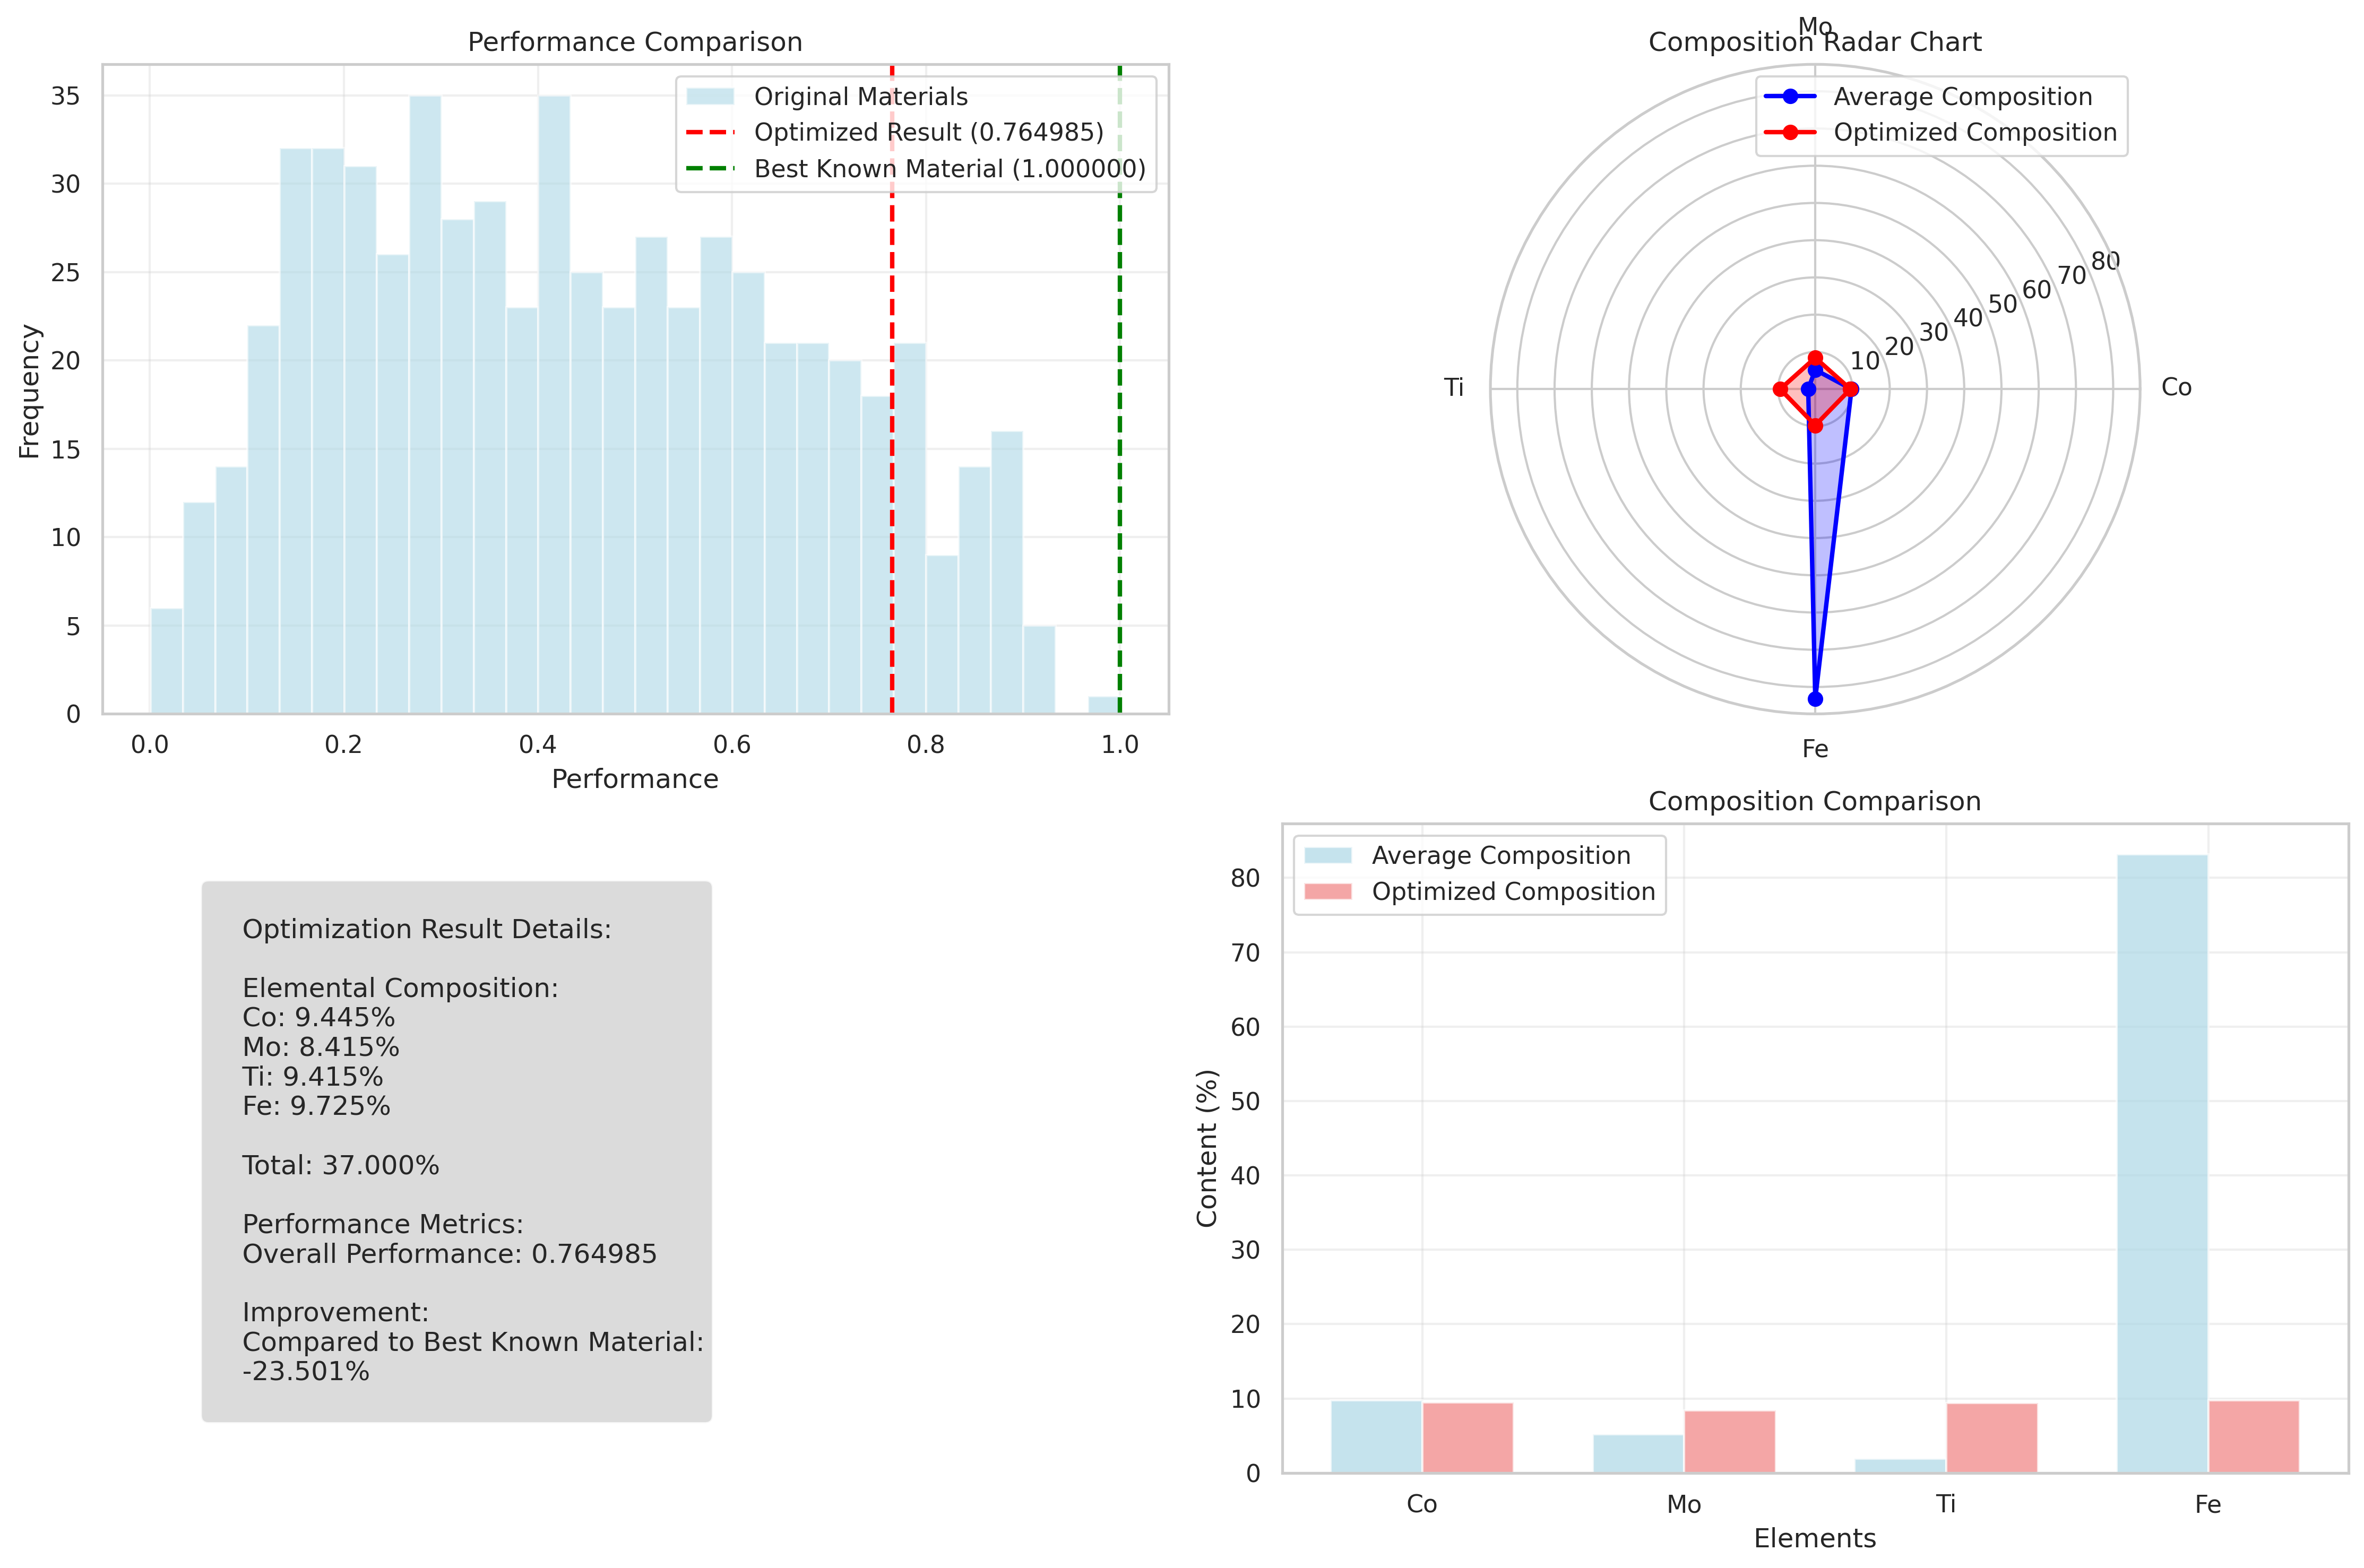 Performance Comparison
Frequency
35
30
25
20
15
10
5
0
Original Materials
Optimized Result (0.764985)
Best Known Material (1.000000)
0.0 0.2 0.4 0.6 0.8 1.0
Performance
Mo
Composition Radar Chart
Average Composition
Optimized Composition
80
70
60
50
40
30
20
10
Ti
Co
Fe
Optimization Result Details:
Elemental Composition:
Co: 9.445%
Mo: 8.415%
Ti: 9.415%
Fe: 9.725%
Total: 37.000%
Performance Metrics:
Overall Performance: 0.764985
Improvement:
Compared to Best Known Material:
-23.501%
Composition Comparison
Average Composition
Optimized Composition
Content (%)
80
70
60
50
40
30
20
10
0
Co Mo Ti Fe
Elements